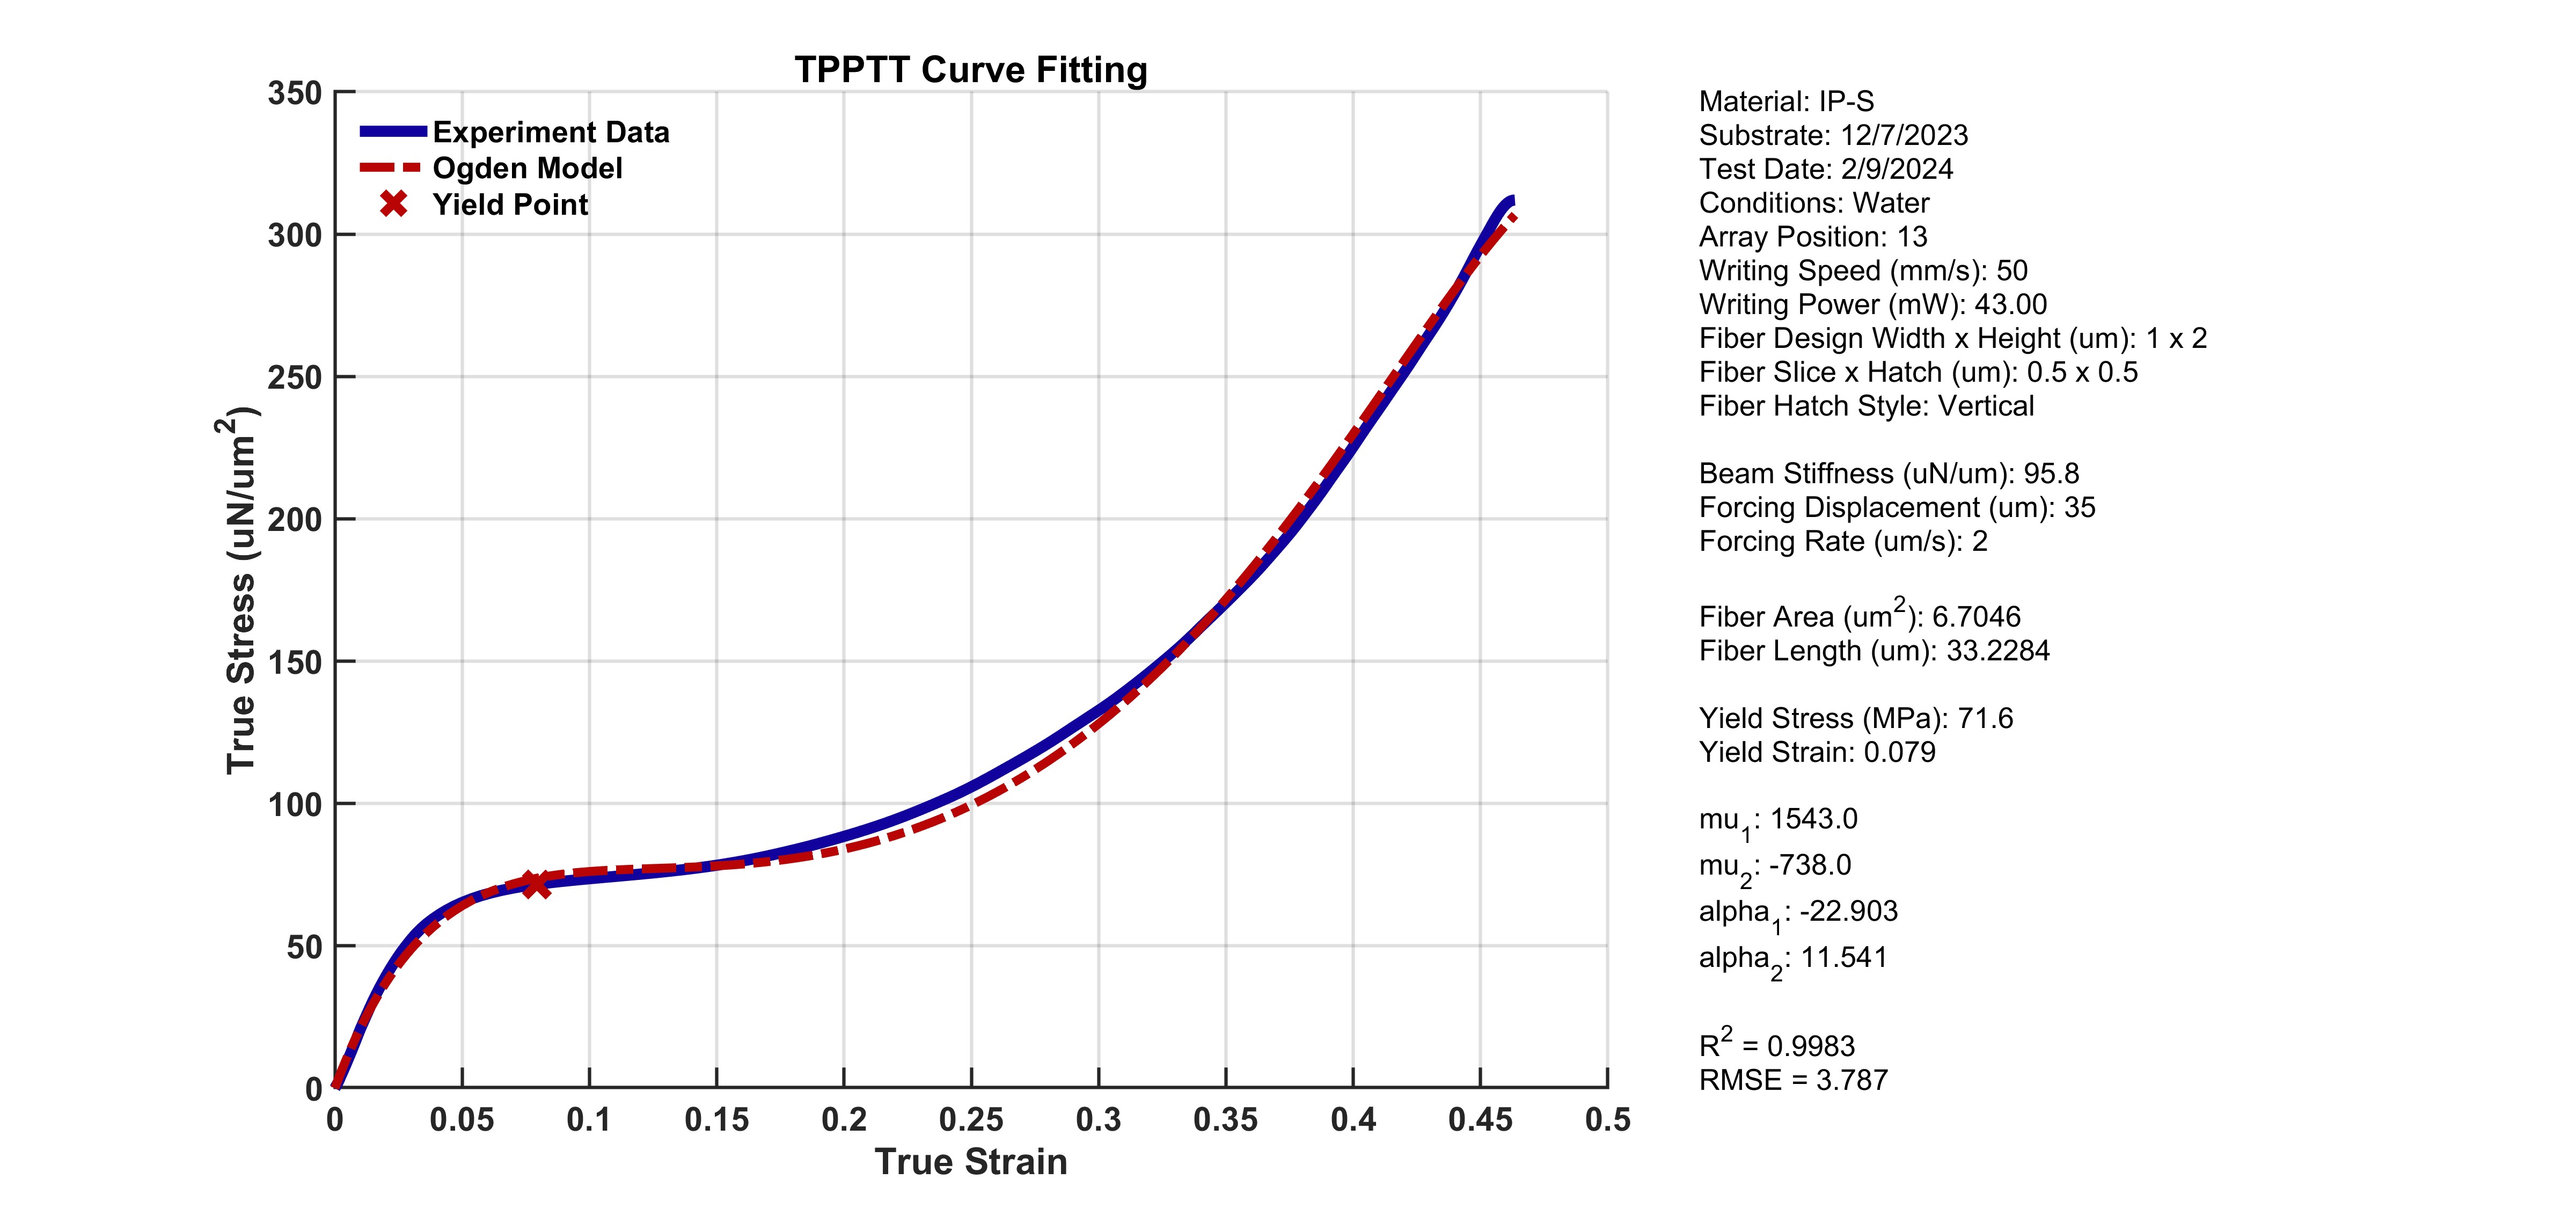 TPPTT Curve Fitting
350
300
250
200
150
100
50
0
True Stress (uN/um²)
Experiment Data
Ogden Model
Yield Point
0 0.05 0.1 0.15 0.2 0.25 0.3 0.35 0.4 0.45 0.5
True Strain
Material: IP-S
Substrate: 12/7/2023
Test Date: 2/9/2024
Conditions: Water
Array Position: 13
Writing Speed (mm/s): 50
Writing Power (mW): 43.00
Fiber Design Width x Height (um): 1 x 2
Fiber Slice x Hatch (um): 0.5 x 0.5
Fiber Hatch Style: Vertical
Beam Stiffness (uN/um): 95.8
Forcing Displacement (um): 35
Forcing Rate (um/s): 2
Fiber Area (um²): 6.7046
Fiber Length (um): 33.2284
Yield Stress (MPa): 71.6
Yield Strain: 0.079
mu₁: 1543.0
mu₂: -738.0
alpha₁: -22.903
alpha₂: 11.541
R² = 0.9983
RMSE = 3.787